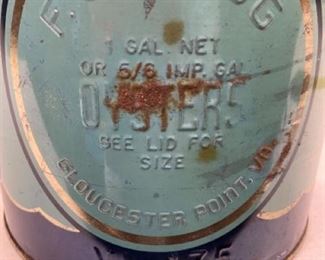 1 GAL. NET
OR 5/6 IMP. GAL
OYSTERS
SEE LID FOR
SIZE
GLOUCESTER POINT, VA.